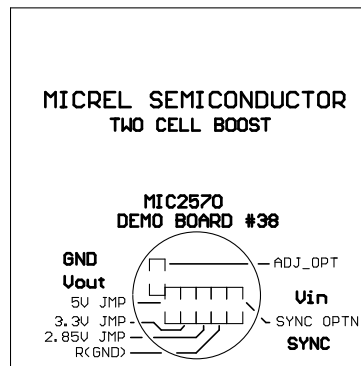 MICREL SEMICONDUCTOR
TWO CELL BOOST
MIC2570
DEMO BOARD #38
GND
ADJ_OPT
Vout
5V JMP
Vin
3.3V JMP
SYNC OPTN
2.85V JMP
SYNC
R(GND)